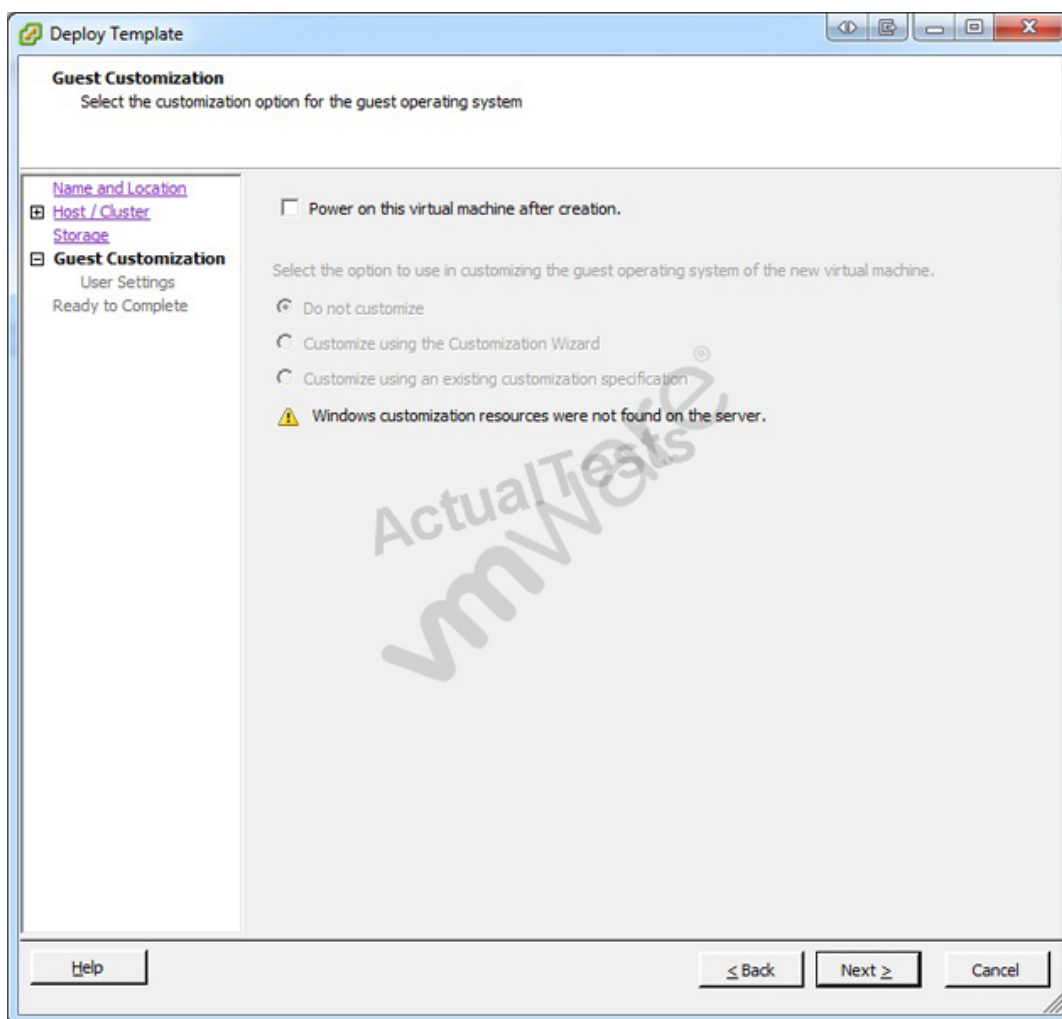 Deploy Template
Guest Customization
Select the customization option for the guest operating system
Name and Location
Host / Cluster
Storage
Guest Customization
User Settings
Ready to Complete
Power on this virtual machine after creation.
Select the option to use in customizing the guest operating system of the new virtual machine.
Do not customize
Customize using the Customization Wizard
Customize using an existing customization specification
Windows customization resources were not found on the server.
ActualTests
vmware®
Help
< Back
Next >
Cancel